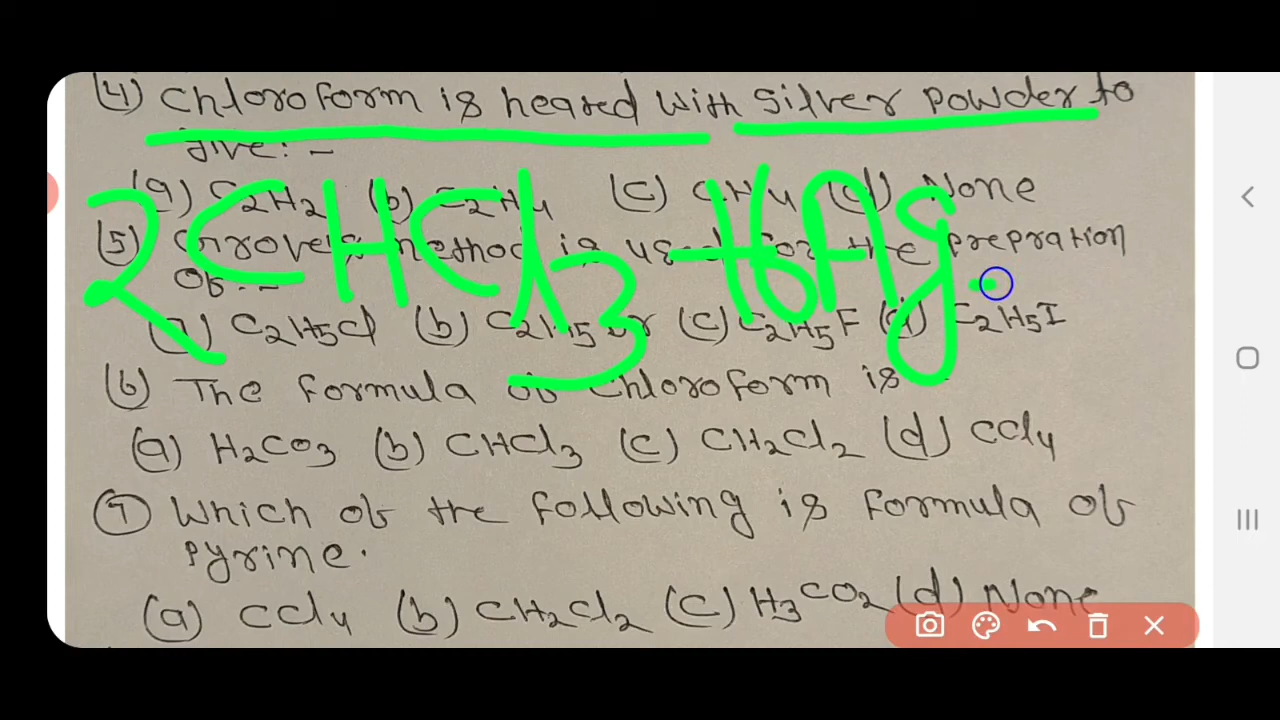 (4) Chloroform is heated with Silver Powder to
give:-
(a) C2H2 (b) C2H4 (C) CH4 (d) None
2CHCl3+6Ag
(5) Grove's method is used for the prepration
Of:-
(a) C2H5Cl (b) C2H5Br (C) C2H5F (d) C2H5I
(6) The formula of Chloroform is
(a) H2CO3 (b) CHCl3 (C) CH2Cl2 (d) CCl4
(7) Which of the following is formula of
Pyrine.
(a) CCl4 (b) CH2Cl2 (C) H3CO2 (d) None